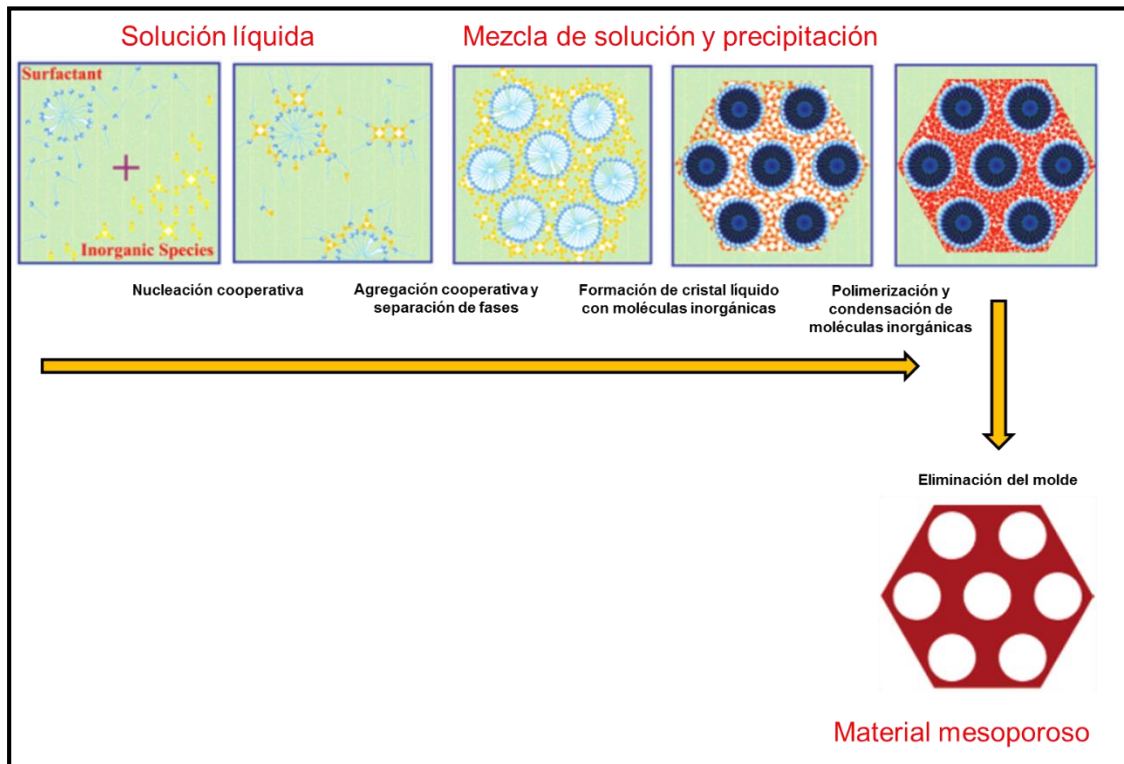 Solución líquida
Mezcla de solución y precipitación
Surfactant
Inorganic Species
Nucleación cooperativa
Agregación cooperativa y
separación de fases
Formación de cristal líquido
con moléculas inorgánicas
Polimerización y
condensación de
moléculas inorgánicas
Eliminación del molde
Material mesoporoso